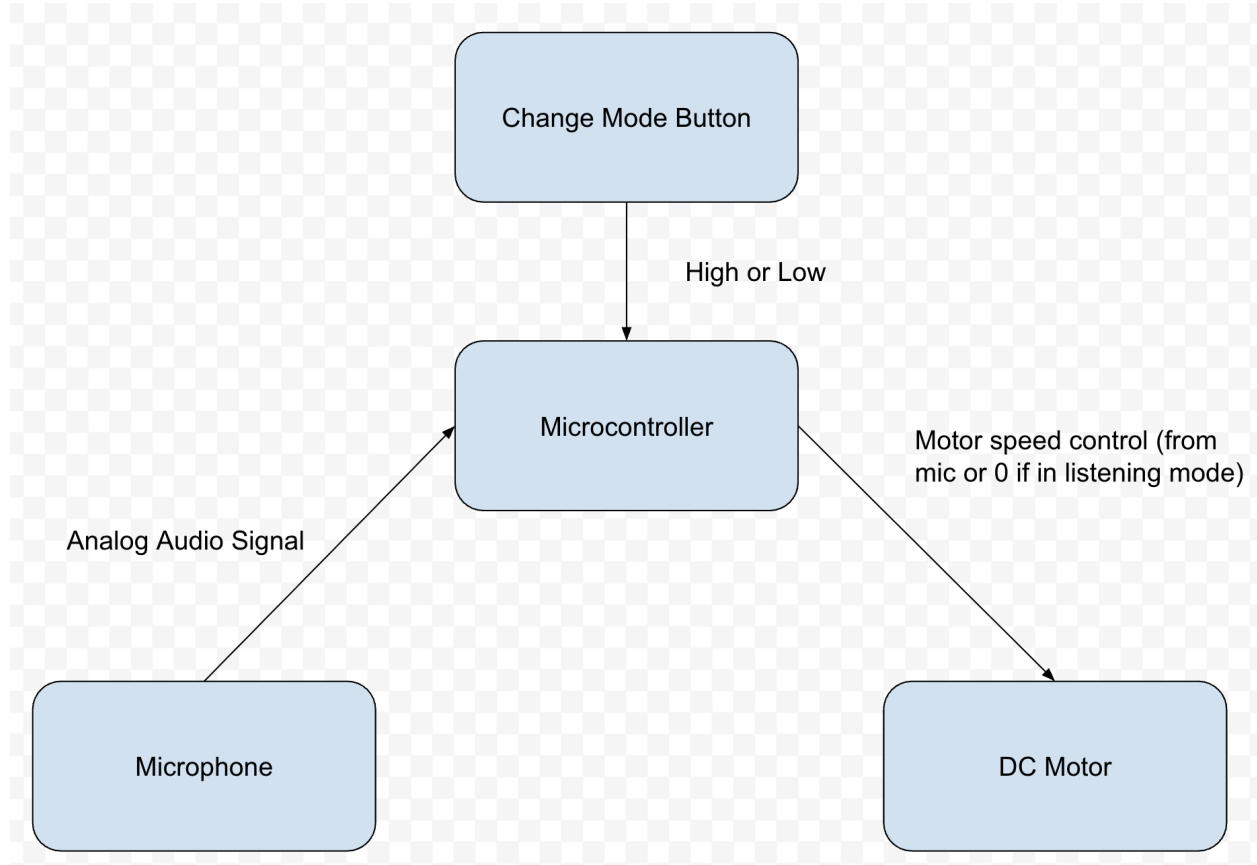 Change Mode Button
High or Low
Microcontroller
Motor speed control (from
mic or 0 if in listening mode)
Analog Audio Signal
Microphone
DC Motor